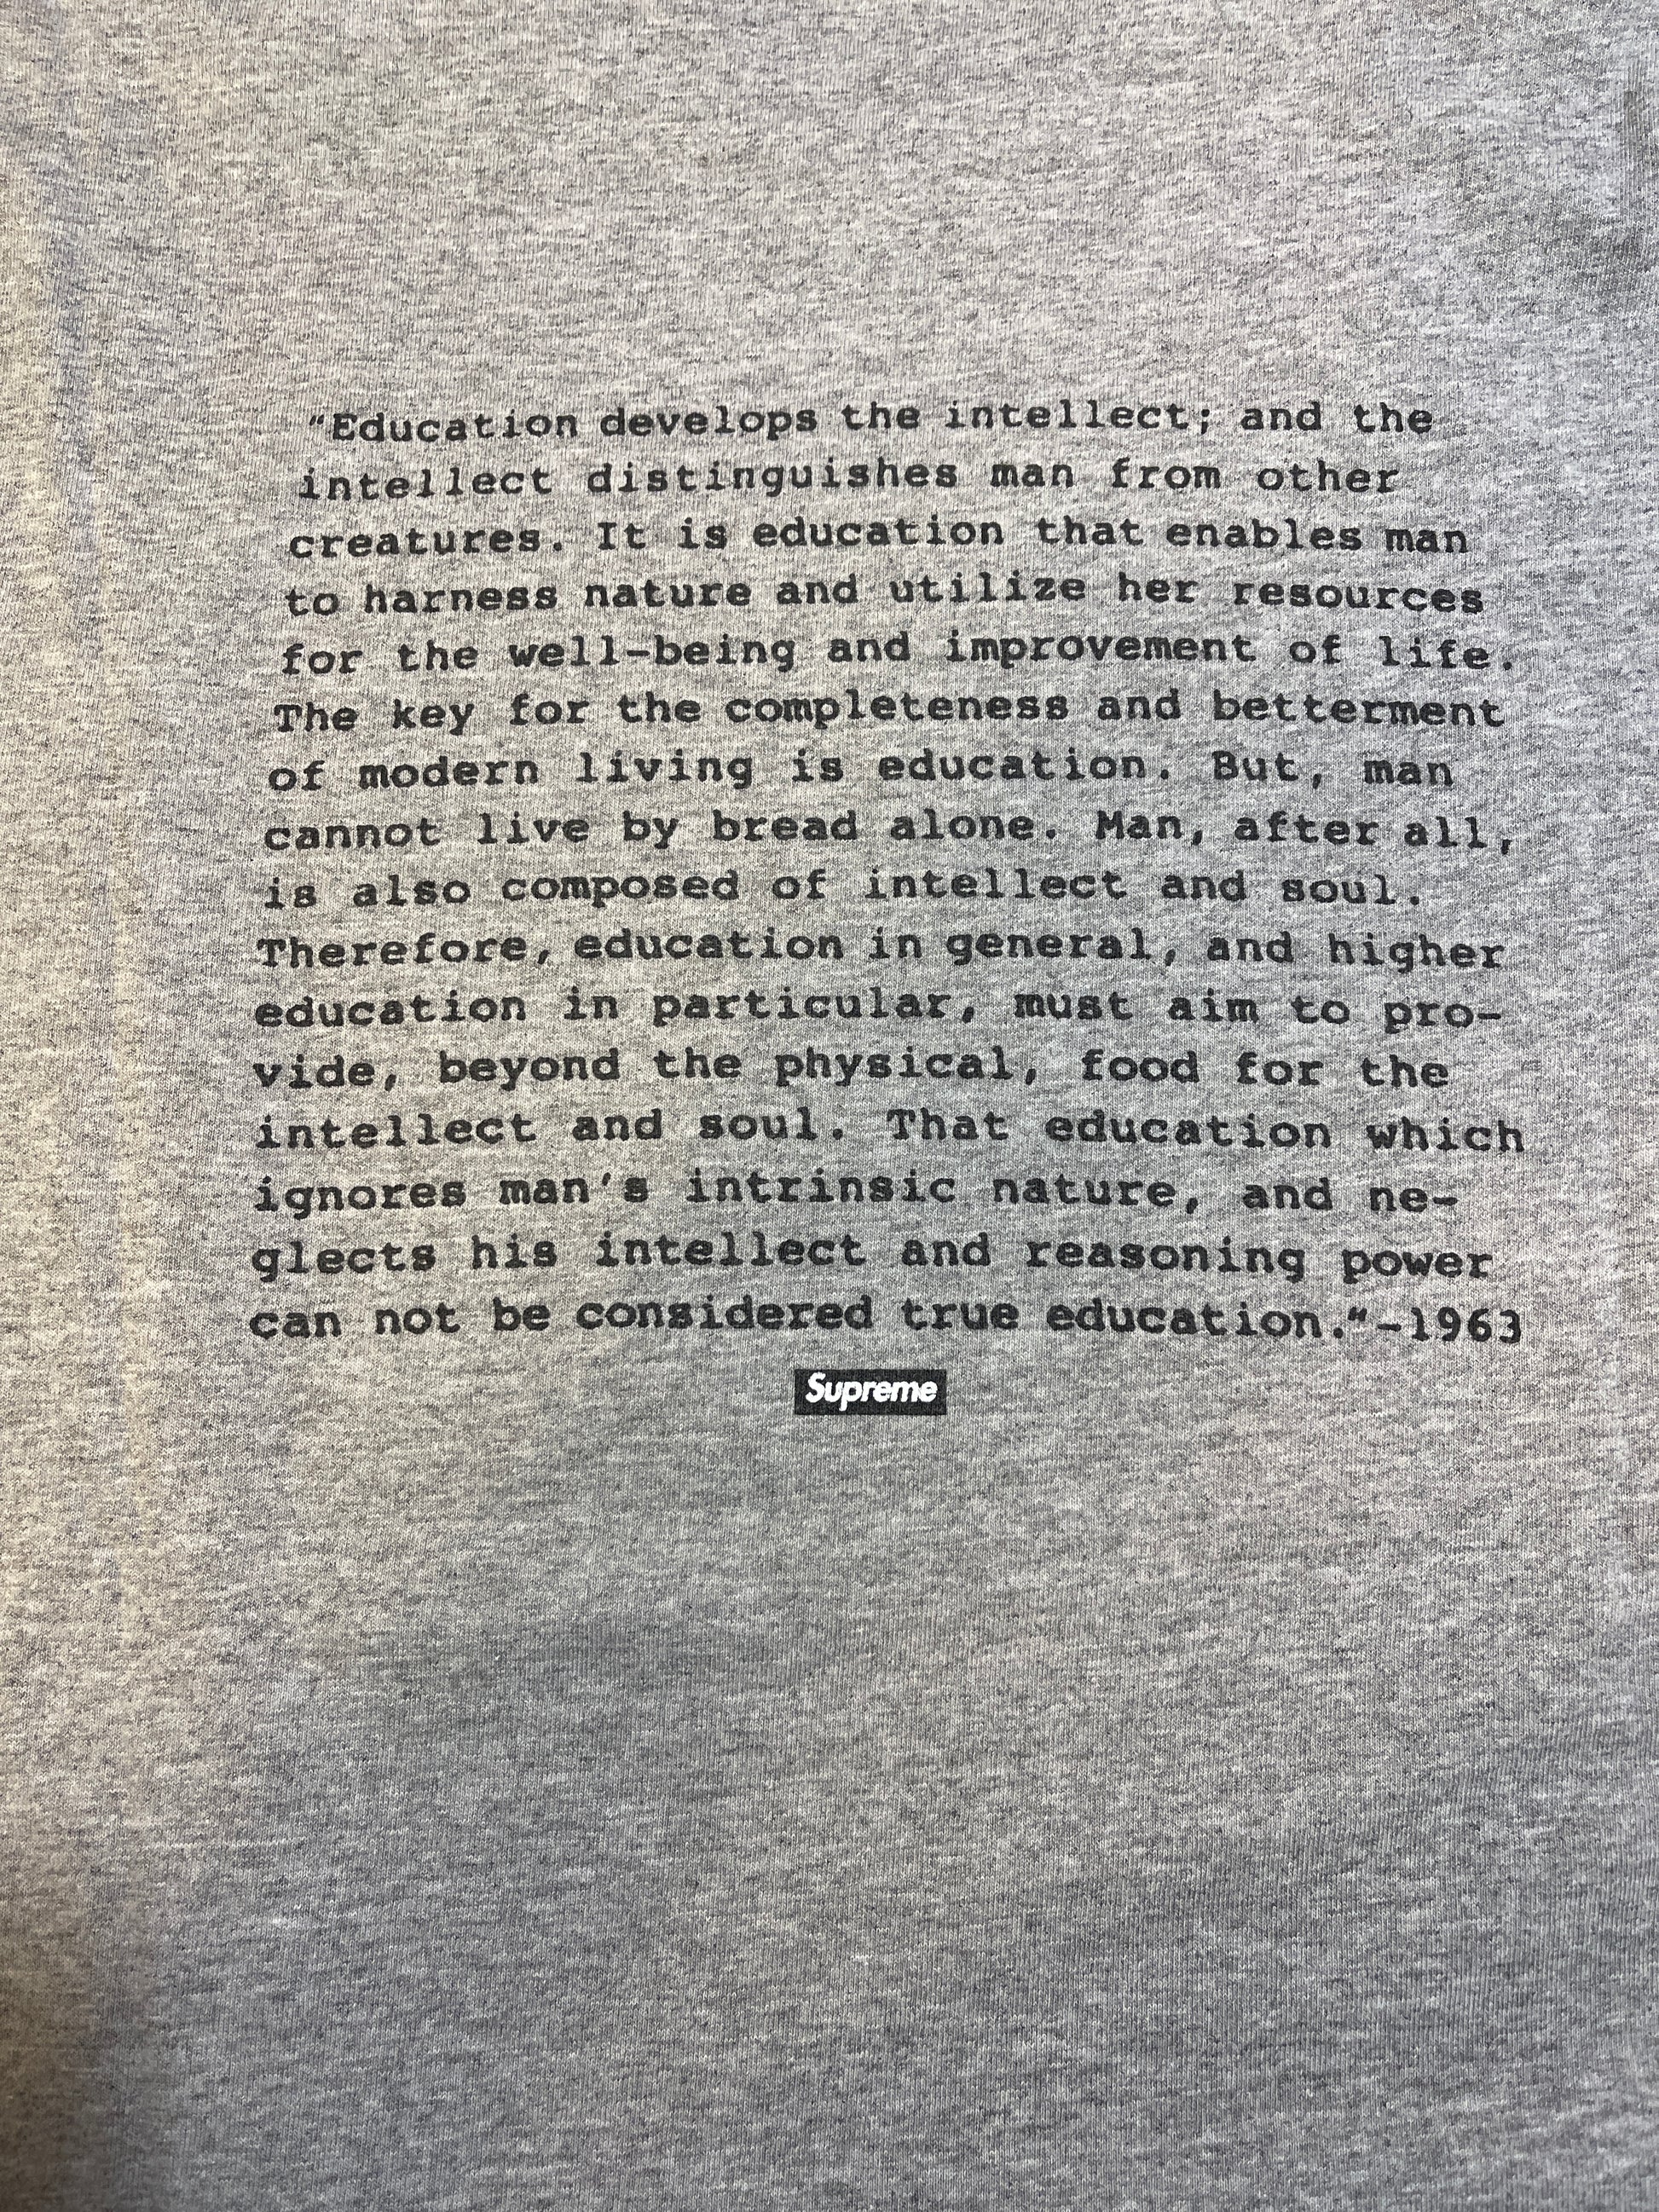 “Education develops the intellect; and the
intellect distinguishes man from other
creatures. It is education that enables man
to harness nature and utilize her resources
for the well-being and improvement of life.
The key for the completeness and betterment
of modern living is education. But, man
cannot live by bread alone. Man, after all,
is also composed of intellect and soul.
Therefore, education in general, and higher
education in particular, must aim to pro-
vide, beyond the physical, food for the
intellect and soul. That education which
ignores man's intrinsic nature, and ne-
glects his intellect and reasoning power
can not be considered true education.“-1963
Supreme